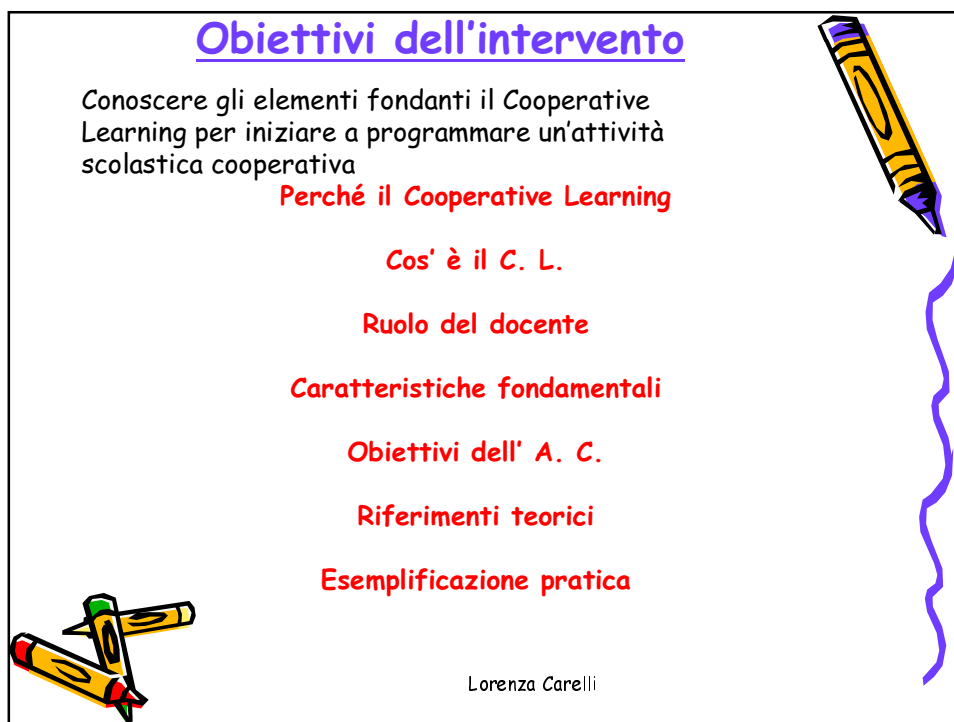 Obiettivi dell'intervento
Conoscere gli elementi fondanti il Cooperative
Learning per iniziare a programmare un'attività
scolastica cooperativa
Perché il Cooperative Learning
Cos' è il C. L.
Ruolo del docente
Caratteristiche fondamentali
Obiettivi dell' A. C.
Riferimenti teorici
Esemplificazione pratica
Lorenza Carelli